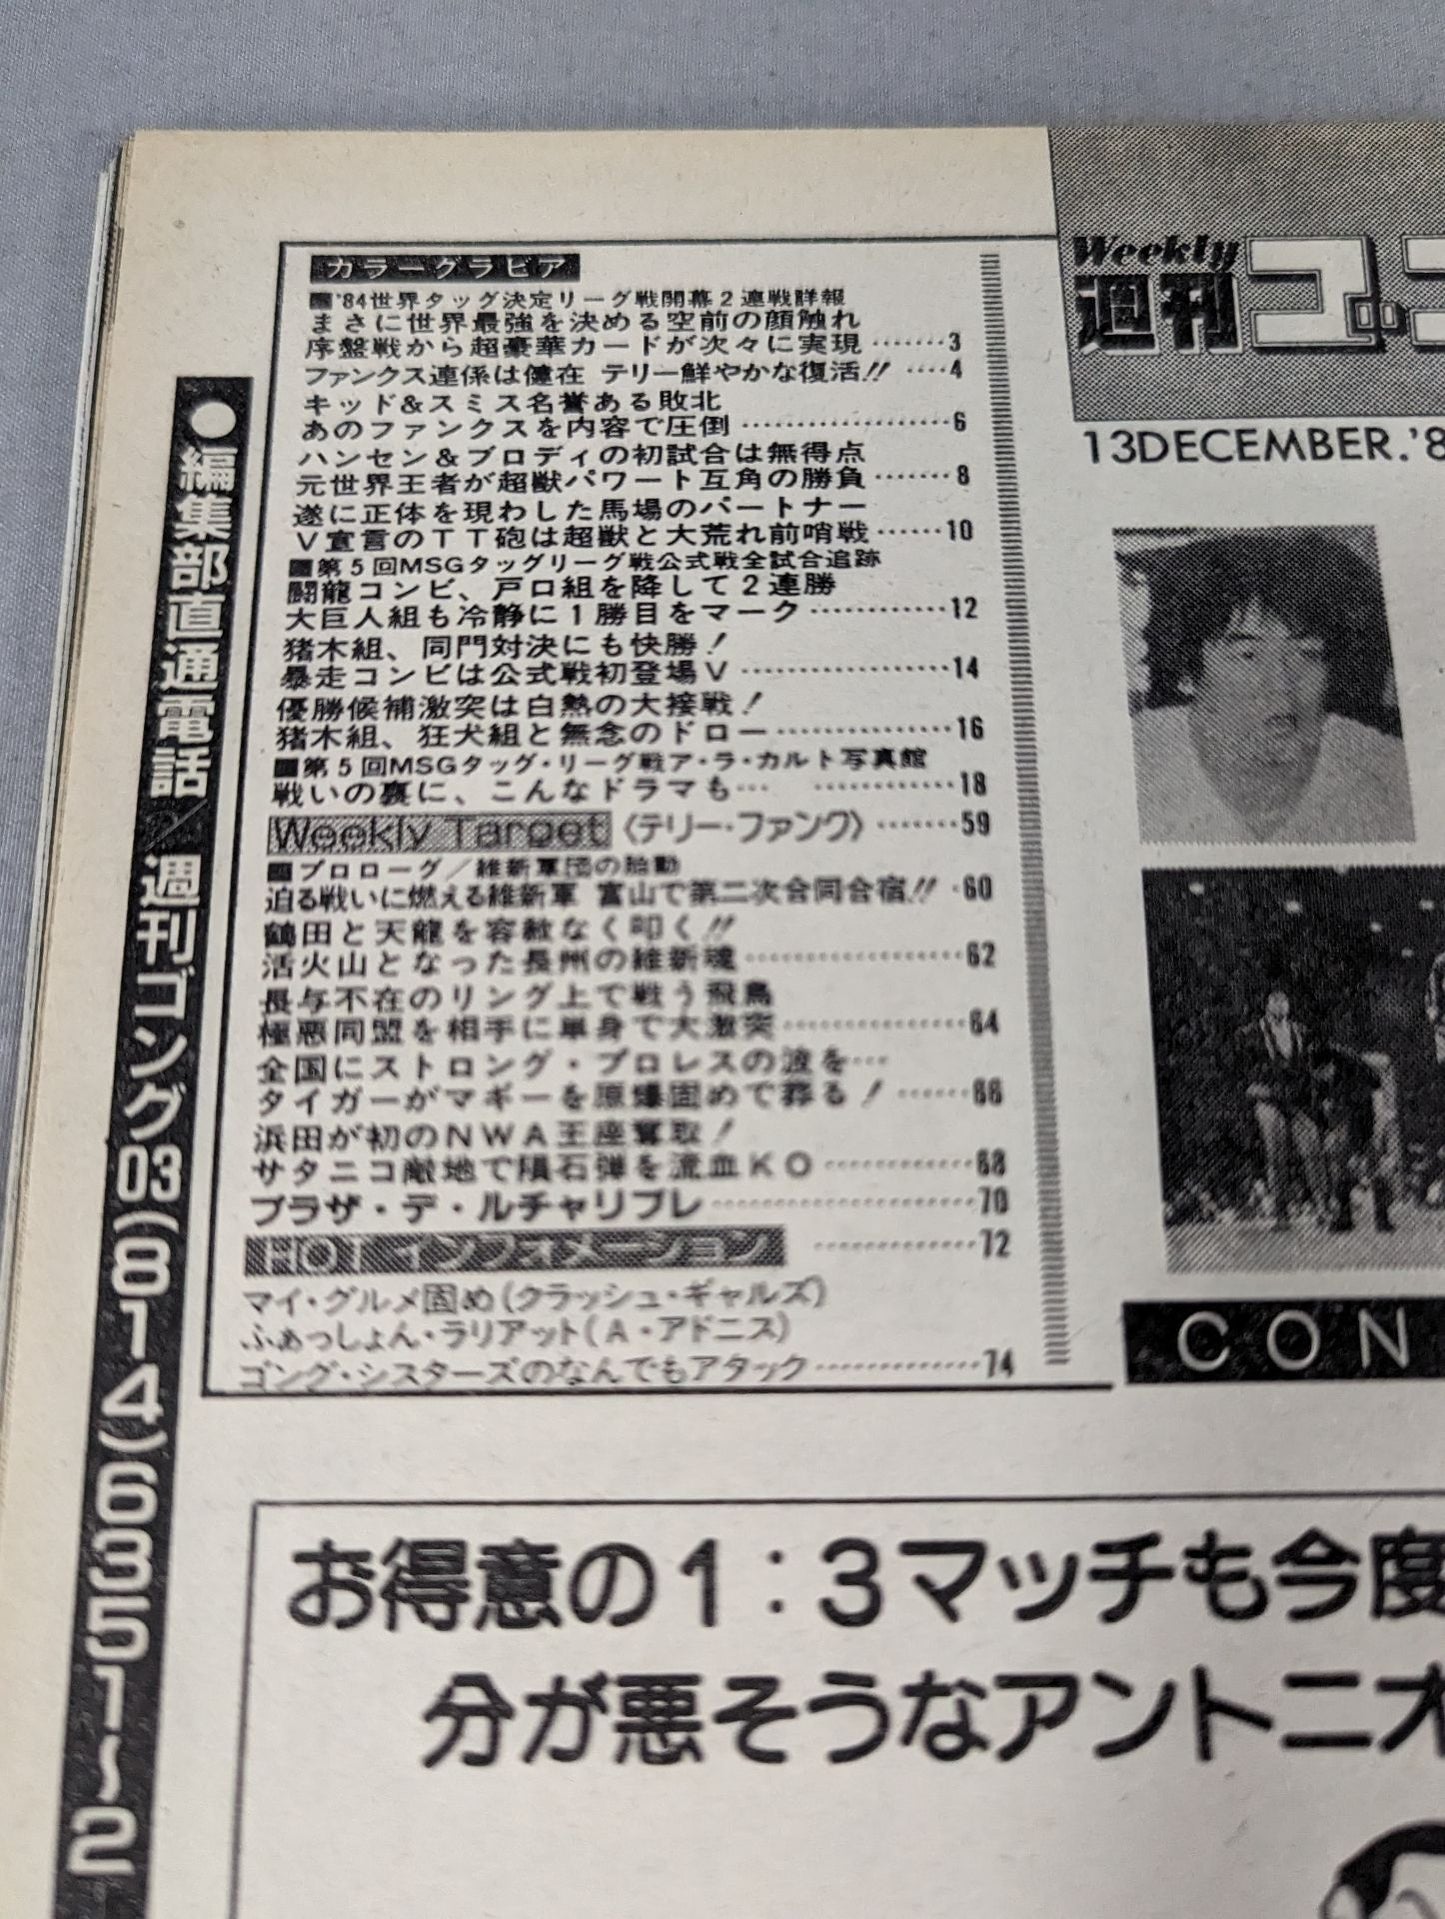 カラーグラビア
■'84世界タッグ決定リーグ戦開幕2連戦詳報
まさに世界最強を決める空前の顔触れ
序盤戦から超豪華カードが次々に実現 ……3
ファンクス連係は健在 テリー鮮やかな復活!! …4
キッド&スミス名誉ある敗北
あのファンクスを内容で圧倒 ………………6
ハンセン&ブロディの初試合は無得点
元世界王者が超獣パワート互角の勝負 ……8
遂に正体を現わした馬場のパートナー
V宣言のTT砲は超獣と大荒れ前哨戦 ……10
■第5回MSGタッグリーグ戦公式戦全試合追跡
闘龍コンビ、戸口組を降して2連勝
大巨人組も冷静に1勝目をマーク …………12
猪木組、同門対決にも快勝!
暴走コンビは公式戦初登場V ………………14
優勝候補激突は白熱の大接戦!
猪木組、狂犬組と無念のドロー ……………16
■第5回MSGタッグ・リーグ戦ア・ラ・カルト写真館
戦いの裏に、こんなドラマも… …………18
Weekly Target〈テリー・ファンク〉 ……59
■プロローグ/維新軍団の胎動
迫る戦いに燃える維新軍 富山で第二次合同合宿!! ・60
鶴田と天龍を容赦なく叩く!!
活火山となった長州の維新魂 ………………62
長与不在のリング上で戦う飛鳥
極悪同盟を相手に単身で大激突 ……………64
全国にストロング・プロレスの波を…
タイガーがマギーを原爆固めで葬る! ……66
浜田が初のNWA王座奪取!
サタニコ敵地で隕石弾を流血KO …………68
プラザ・デ・ルチャリブレ …………………70
HOTインフォメーション …………72
マイ・グルメ固め(クラッシュ・ギャルズ)
ふぁっしょん・ラリアット(A・アドニス)
ゴング・シスターズのなんでもアタック …………74
●編集部直通電話/週刊ゴング03(814)6351〜2
Weekly
週刊ゴ
13DECEMBER.'8
CON
お得意の1:3マッチも今度
分が悪そうなアントニオ